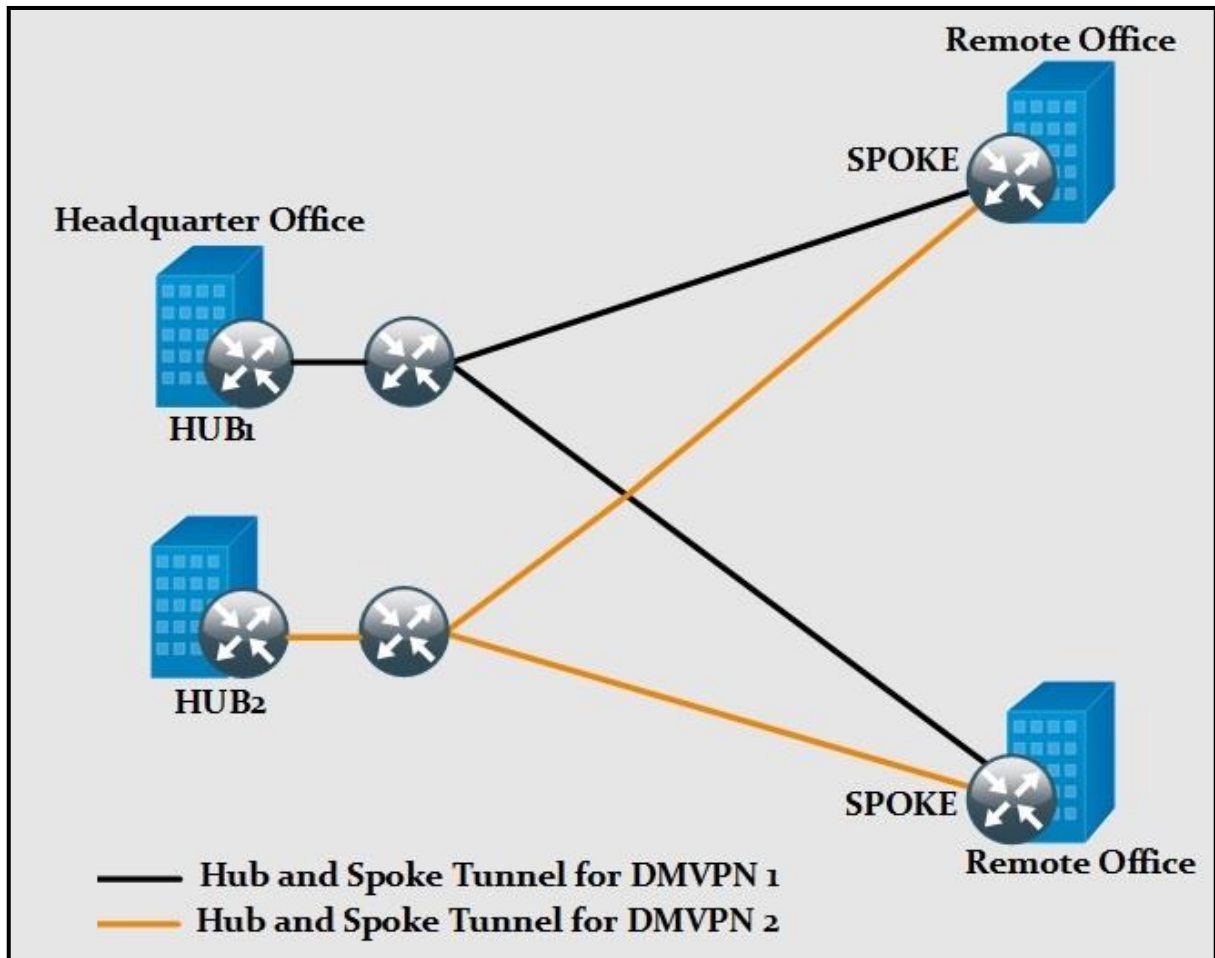 Remote Office
SPOKE
Headquarter Office
HUB1
HUB2
SPOKE
Remote Office
Hub and Spoke Tunnel for DMVPN 1
Hub and Spoke Tunnel for DMVPN 2